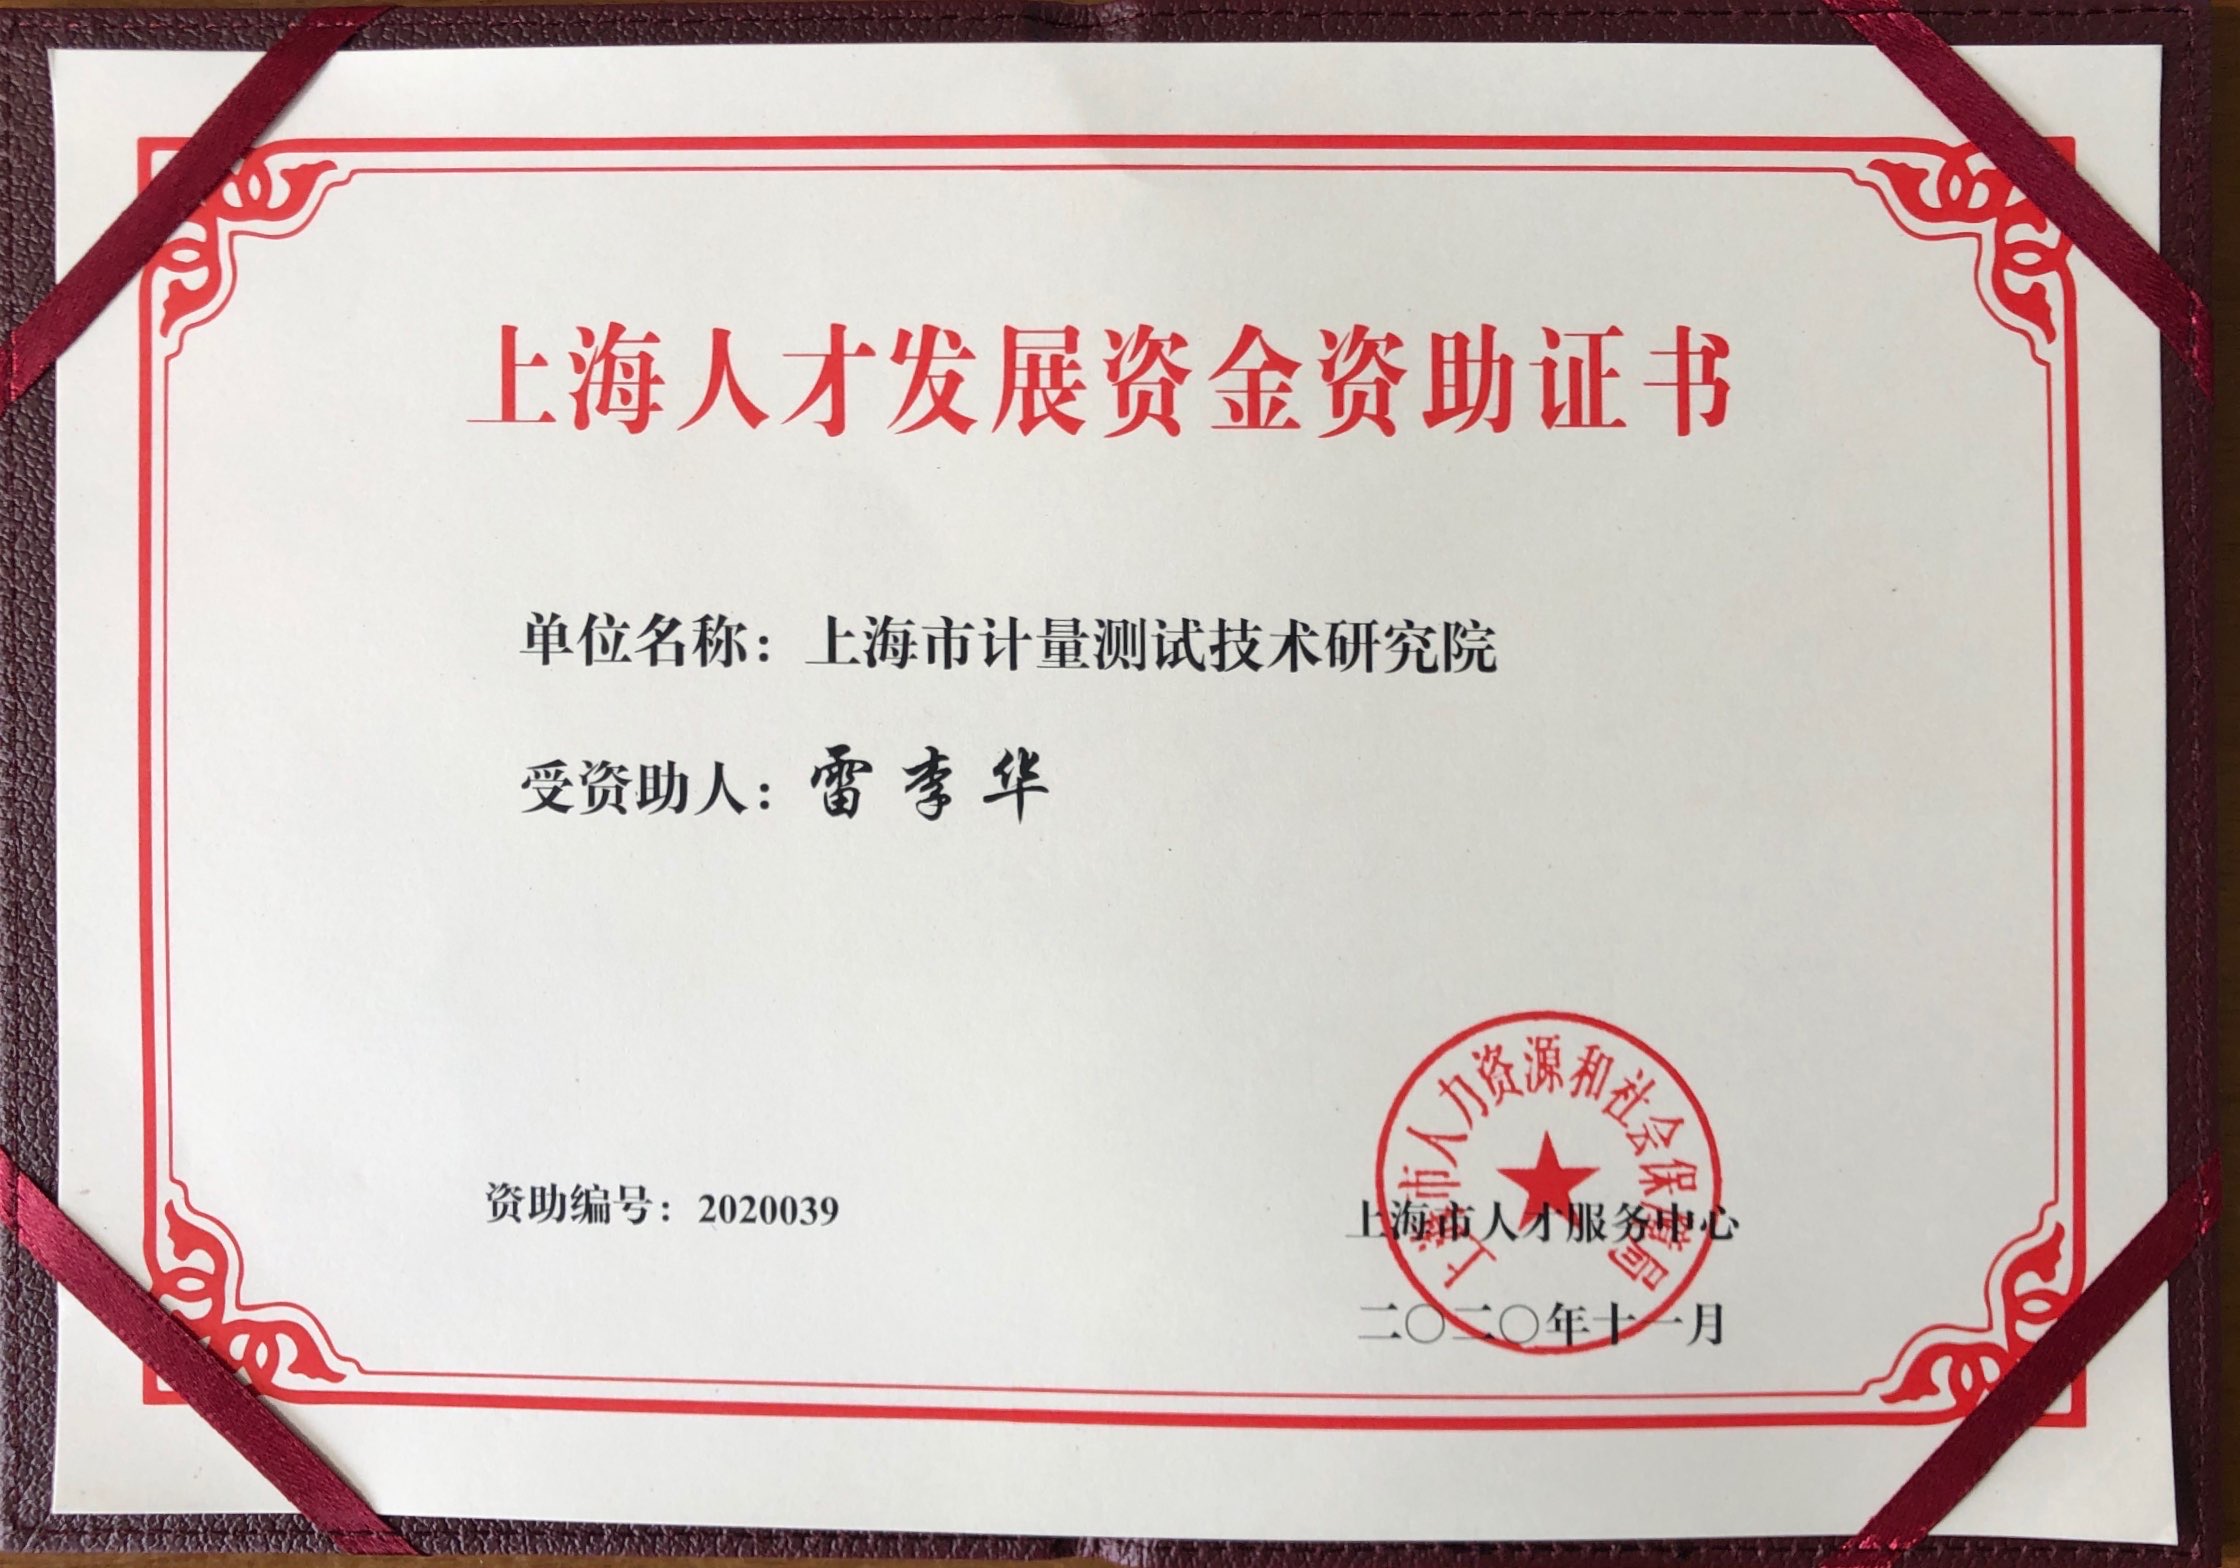 上海人才发展资金资助证书
单位名称：上海市计量测试技术研究院
受资助人：雷李华
资助编号：2020039
上海市人力资源和社会保障局
上海市人才服务中心
二〇二〇年十一月